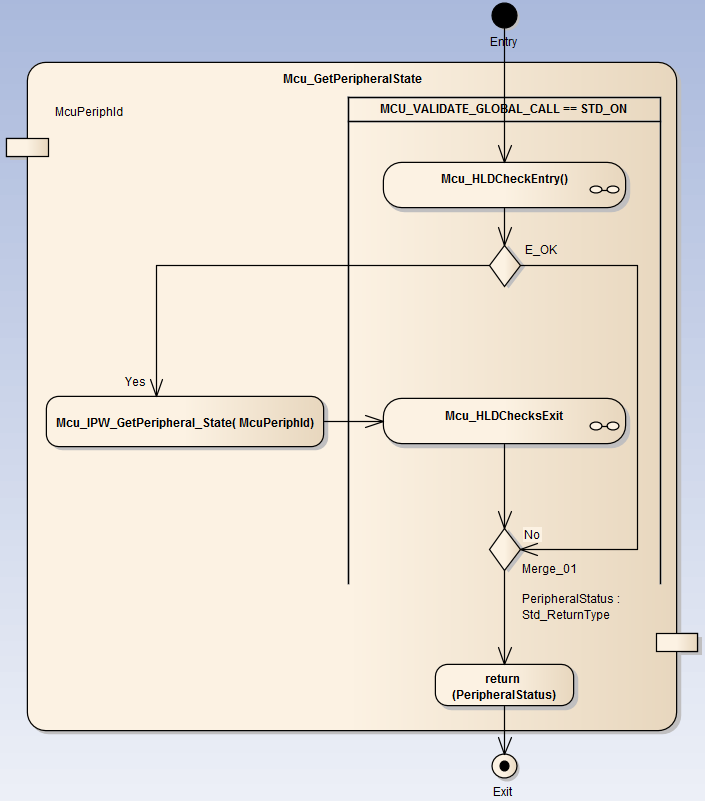 Entry
Mcu_GetPeripheralState
McuPeriphId
MCU_VALIDATE_GLOBAL_CALL == STD_ON
Mcu_HLDCheckEntry()
E_OK
Yes
Mcu_IPW_GetPeripheral_State( McuPeriphId)
Mcu_HLDChecksExit
No
Merge_01
PeripheralStatus :
Std_ReturnType
return
(PeripheralStatus)
Exit